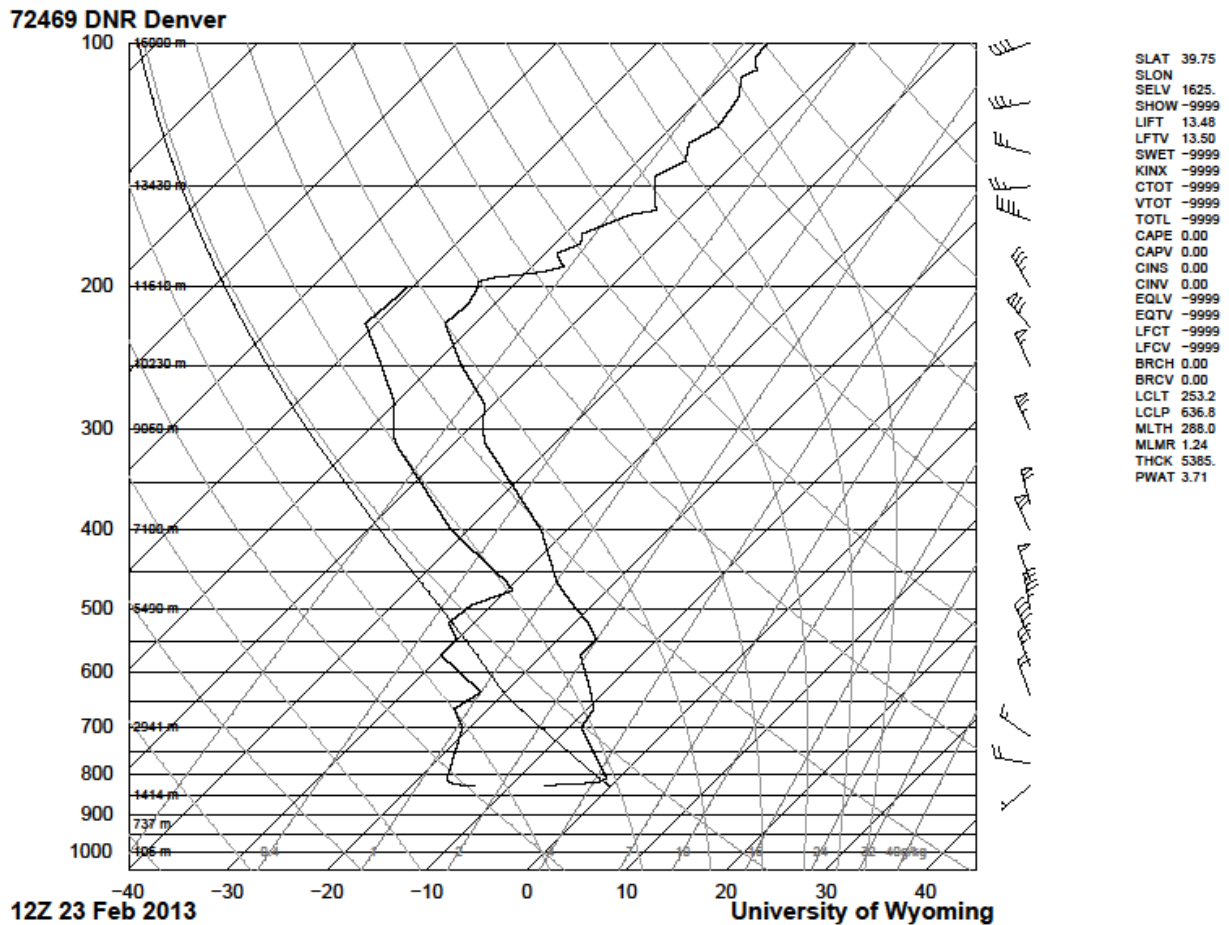 72469 DNR Denver
100
16000 m
13430 m
200
11610 m
10230 m
300
9060 m
400
7180 m
500
5490 m
600
700
2941 m
800
1414 m
900
737 m
1000
106 m
0.4 1 2 4 7 10 16 24 32 40g/kg
−40 −30 −20 −10 0 10 20 30 40
12Z 23 Feb 2013
University of Wyoming
SLAT 39.75
SLON
SELV 1625.
SHOW −9999
LIFT 13.48
LFTV 13.50
SWET −9999
KINX −9999
CTOT −9999
VTOT −9999
TOTL −9999
CAPE 0.00
CAPV 0.00
CINS 0.00
CINV 0.00
EQLV −9999
EQTV −9999
LFCT −9999
LFCV −9999
BRCH 0.00
BRCV 0.00
LCLT 253.2
LCLP 636.8
MLTH 288.0
MLMR 1.24
THCK 5385.
PWAT 3.71